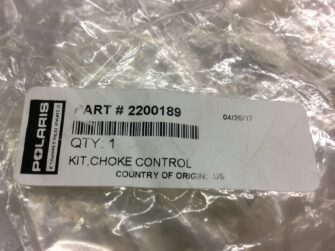 POLARIS
ENGINEERED PARTS
PART # 2200189
04/26/17
QTY: 1
KIT,CHOKE CONTROL
COUNTRY OF ORIGIN: US